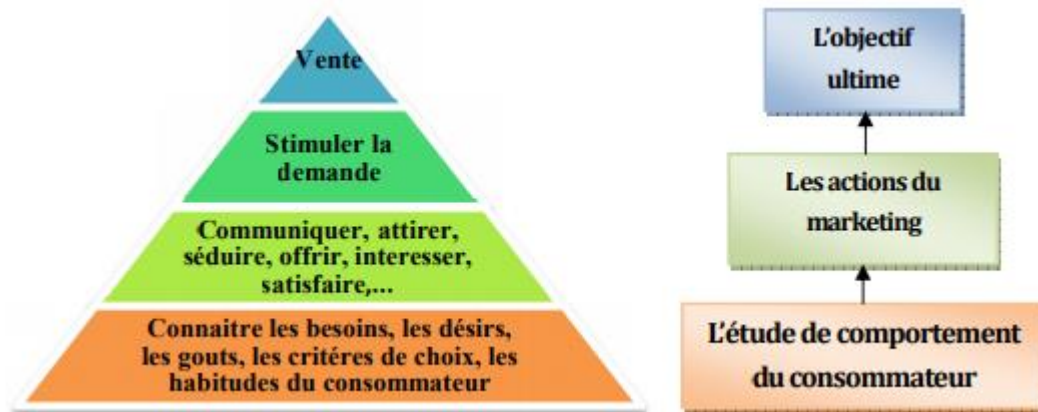 Vente
Stimuler la
demande
Communiquer, attirer,
séduire, offrir, interesser,
satisfaire,...
Connaitre les besoins, les désirs,
les gouts, les critéres de choix, les
habitudes du consommateur
L'objectif
ultime
Les actions du
marketing
L'étude de comportement
du consommateur